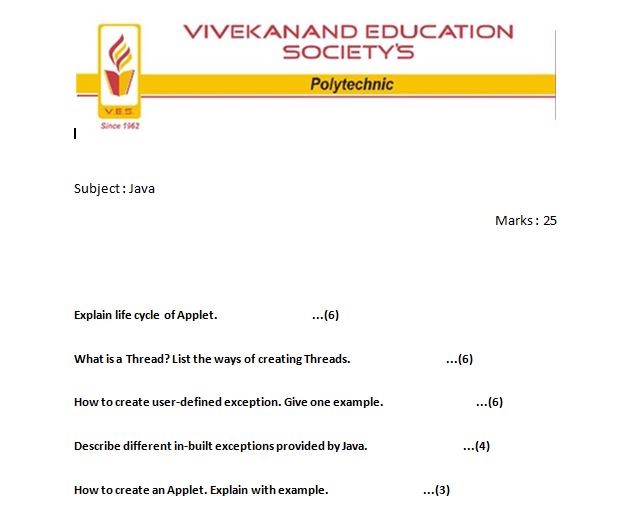 VIVEKANAND EDUCATION
SOCIETY'S
Polytechnic
V.E.S.
Since 1962
Subject : Java
Marks : 25
Explain life cycle of Applet. ...(6)
What is a Thread? List the ways of creating Threads. ...(6)
How to create user-defined exception. Give one example. ...(6)
Describe different in-built exceptions provided by Java. ...(4)
How to create an Applet. Explain with example. ...(3)